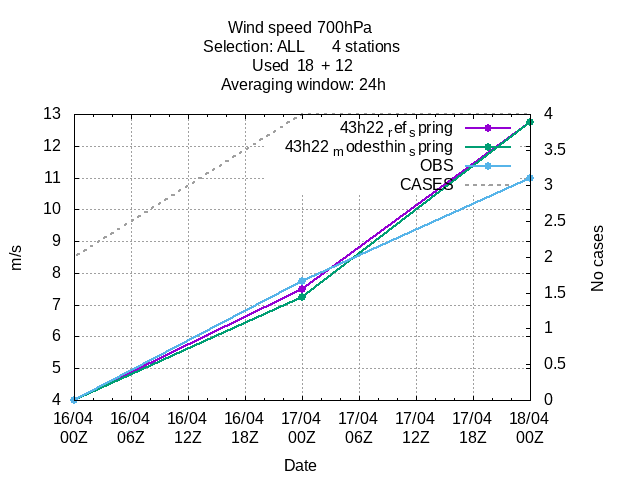 Wind speed 700hPa
Selection: ALL 4 stations
Used 18 + 12
Averaging window: 24h
43h22 ref spring
43h22 modesthin spring
OBS
CASES
13
12
11
10
9
8
7
6
5
4
m/s
4
3.5
3
2.5
2
1.5
1
0.5
0
No cases
16/04 16/04 16/04 16/04 17/04 17/04 17/04 17/04 18/04
00Z 06Z 12Z 18Z 00Z 06Z 12Z 18Z 00Z
Date